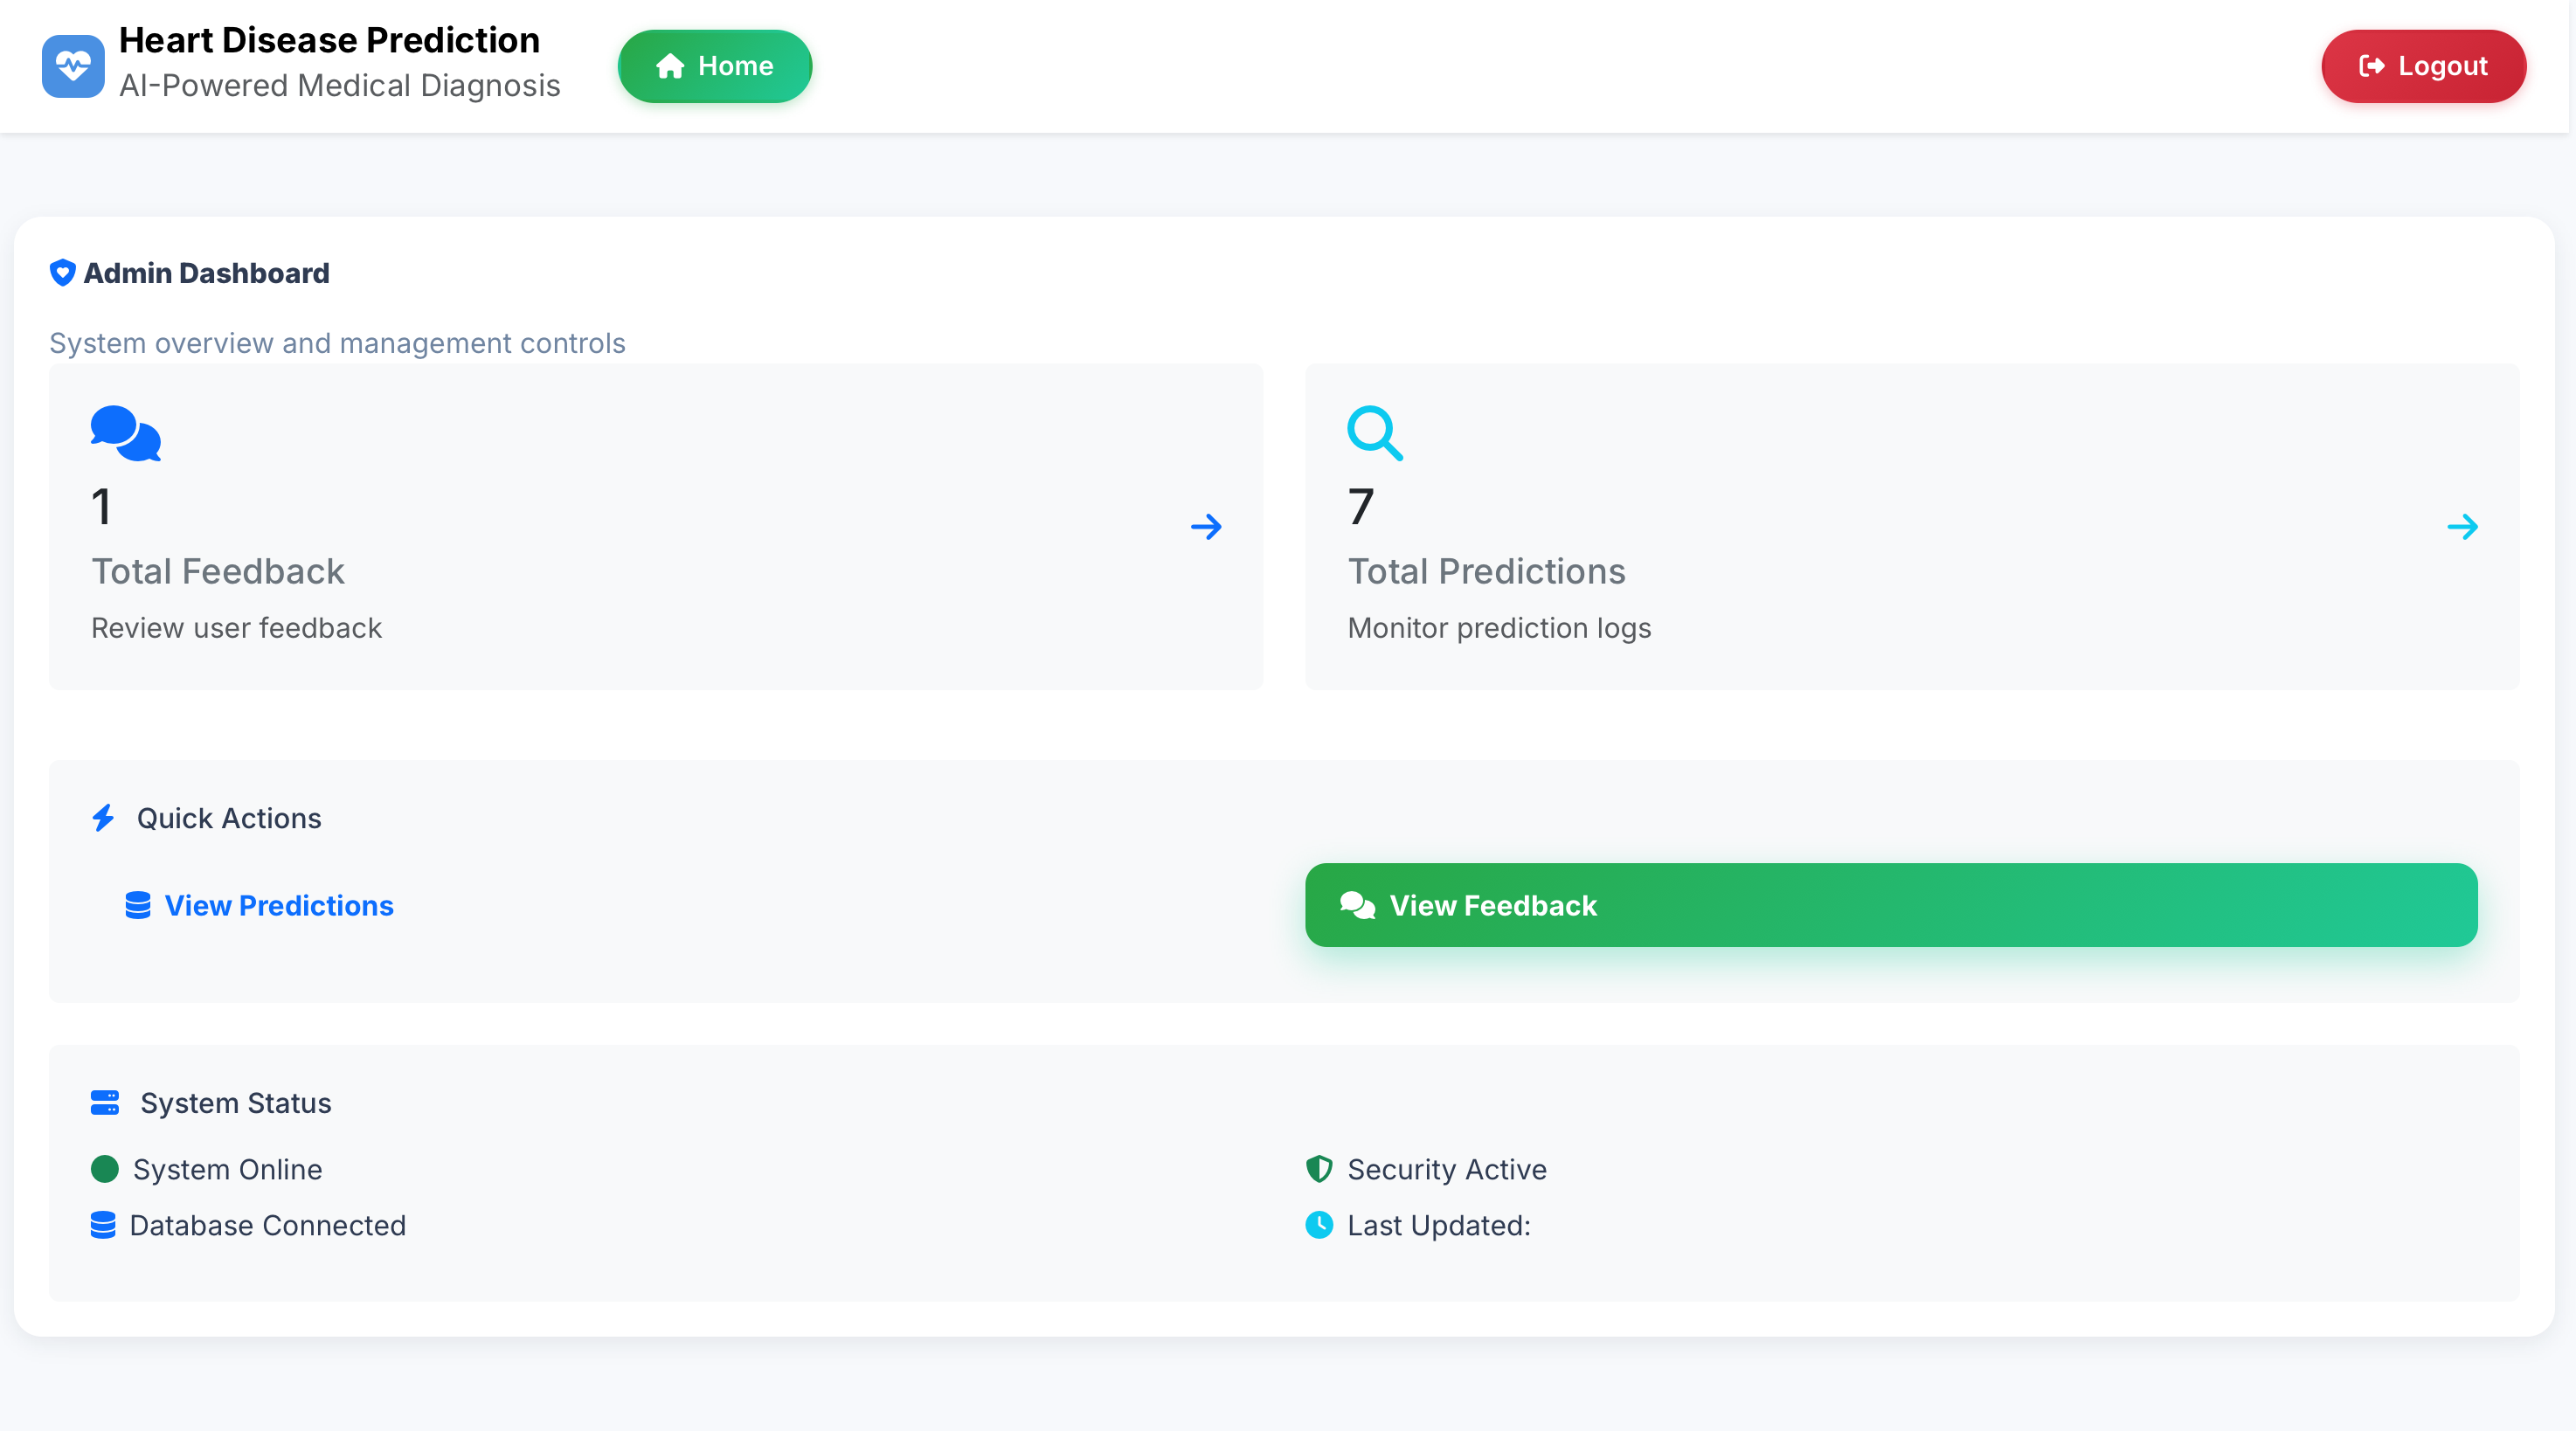 Heart Disease Prediction
AI-Powered Medical Diagnosis
Home
Logout
Admin Dashboard
System overview and management controls
1
Total Feedback
Review user feedback
7
Total Predictions
Monitor prediction logs
Quick Actions
View Predictions
View Feedback
System Status
System Online
Security Active
Database Connected
Last Updated: